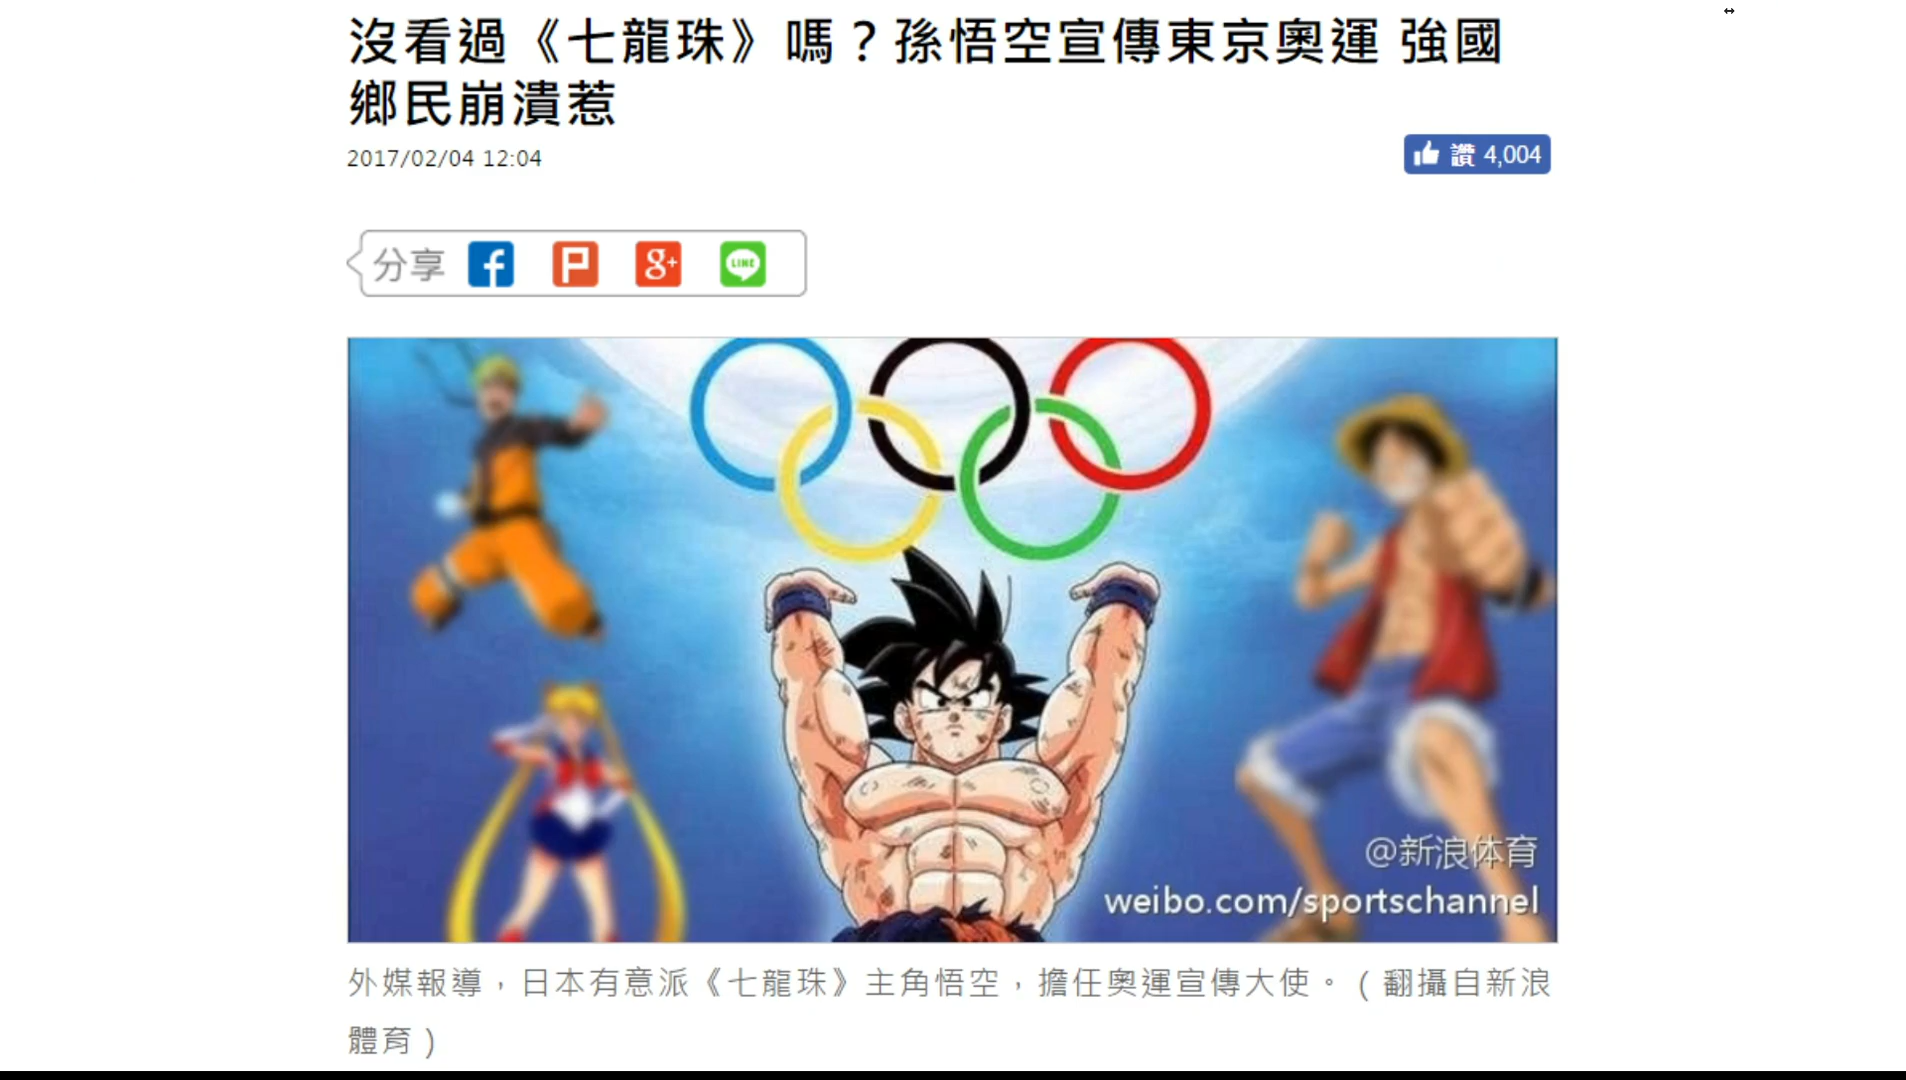 沒看過《七龍珠》嗎？孫悟空宣傳東京奧運 強國
鄉民崩潰惹
2017/02/04 12:04
讚 4,004
分享
LINE
@新浪体育
weibo.com/sportschannel
外媒報導，日本有意派《七龍珠》主角悟空，擔任奧運宣傳大使。（翻攝自新浪
體育）